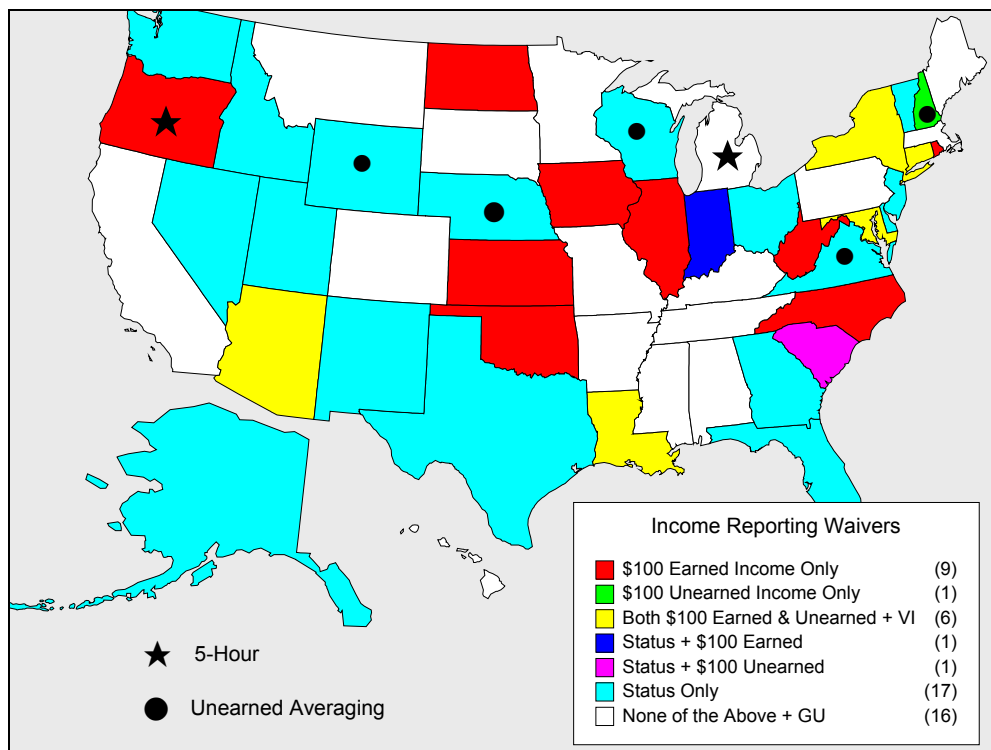 Income Reporting Waivers
$100 Earned Income Only (9)
$100 Unearned Income Only (1)
Both $100 Earned & Unearned + VI (6)
Status + $100 Earned (1)
Status + $100 Unearned (1)
Status Only (17)
None of the Above + GU (16)
5-Hour
Unearned Averaging